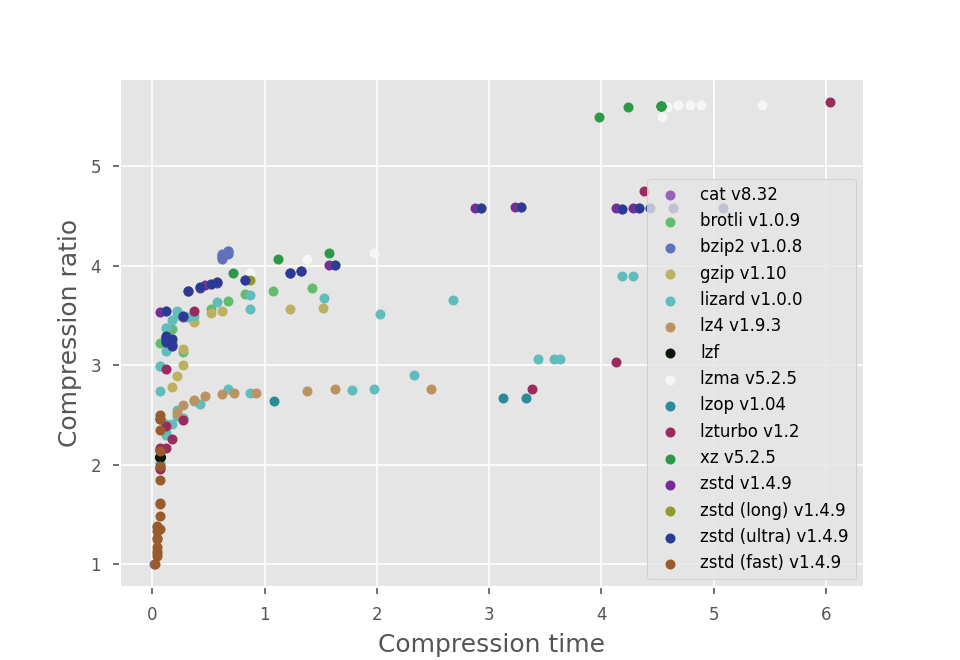 Compression ratio
5
4
3
2
1
cat v8.32
brotli v1.0.9
bzip2 v1.0.8
gzip v1.10
lizard v1.0.0
lz4 v1.9.3
lzf
lzma v5.2.5
lzop v1.04
lzturbo v1.2
xz v5.2.5
zstd v1.4.9
zstd (long) v1.4.9
zstd (ultra) v1.4.9
zstd (fast) v1.4.9
0 1 2 3 4 5 6
Compression time